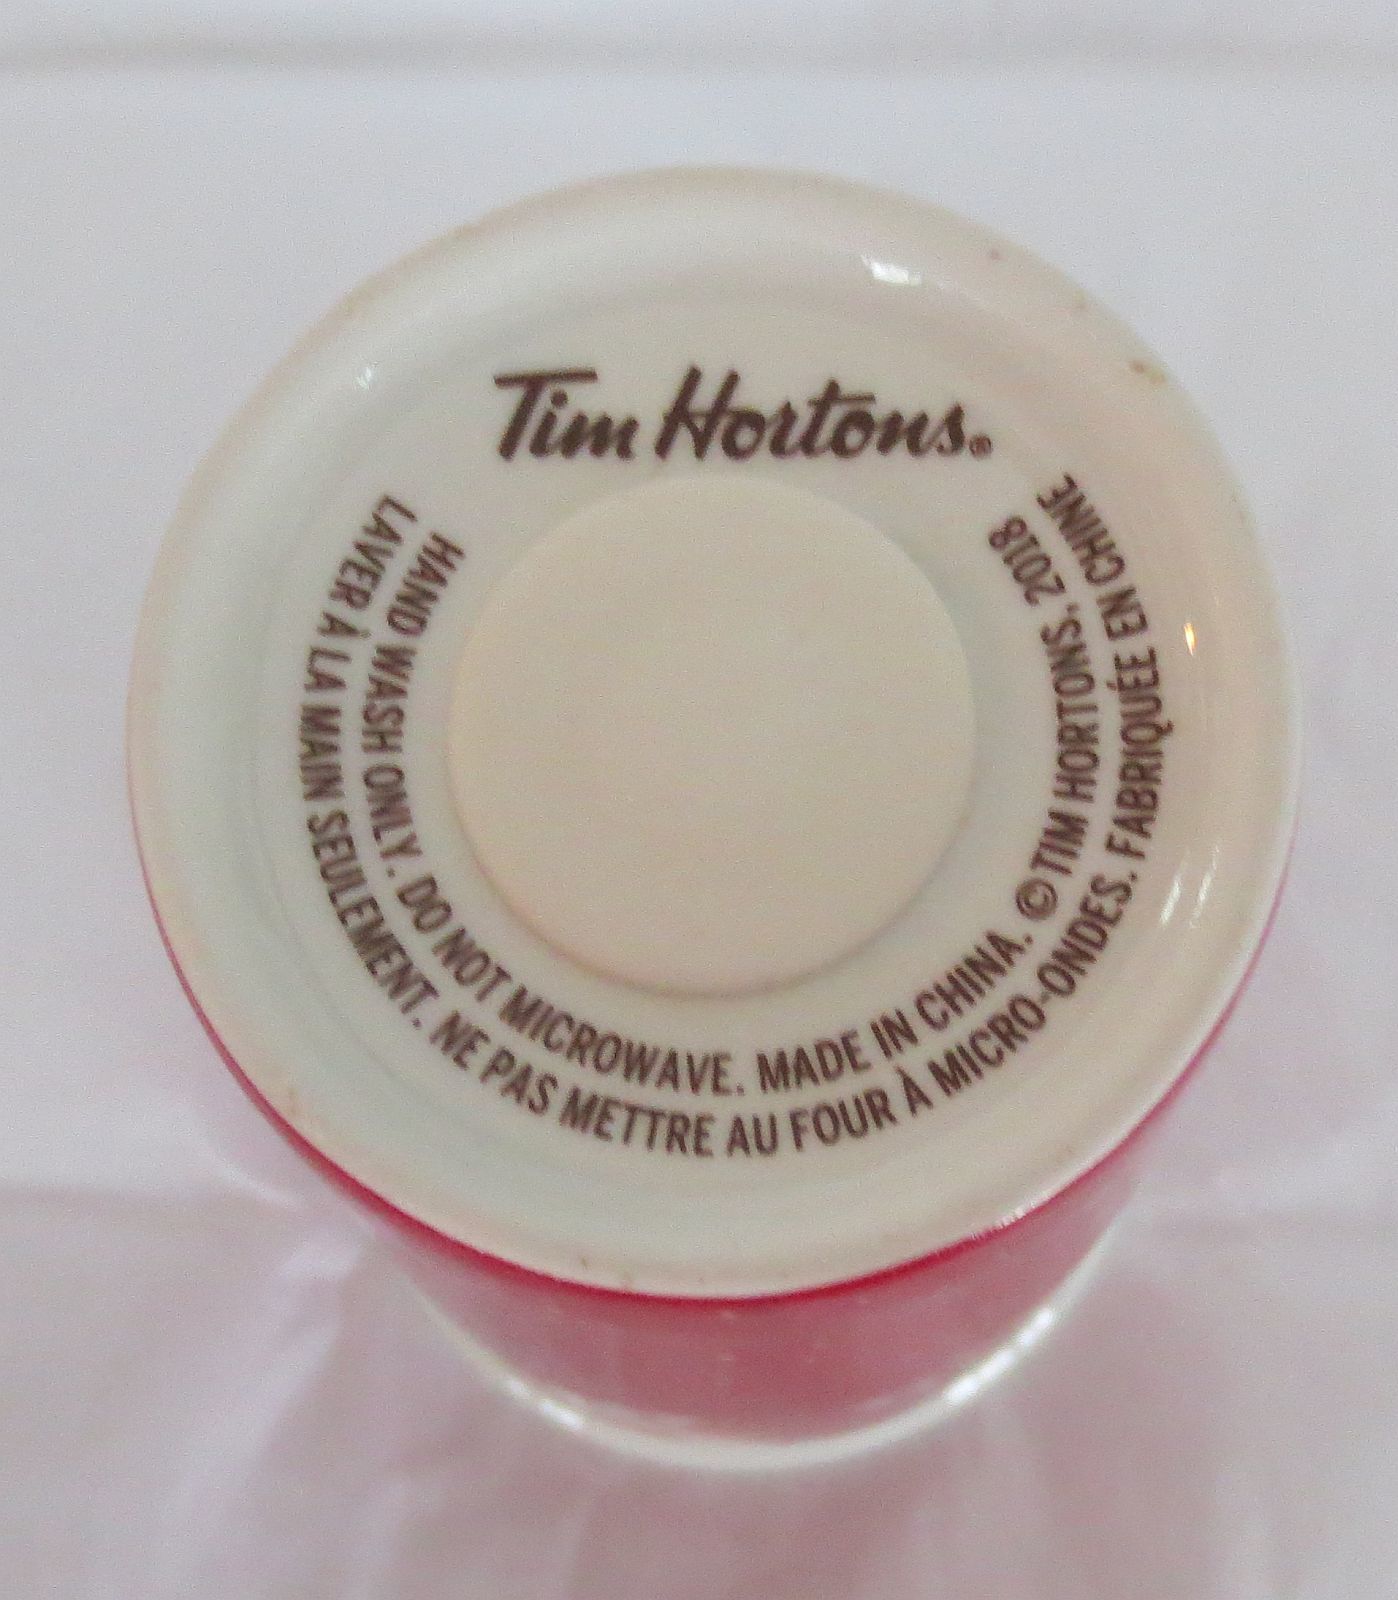 Tim Hortons®
HAND WASH ONLY. DO NOT MICROWAVE. MADE IN CHINA. © TIM HORTONS, 2018
LAVER À LA MAIN SEULEMENT. NE PAS METTRE AU FOUR À MICRO-ONDES. FABRIQUÉE EN CHINE